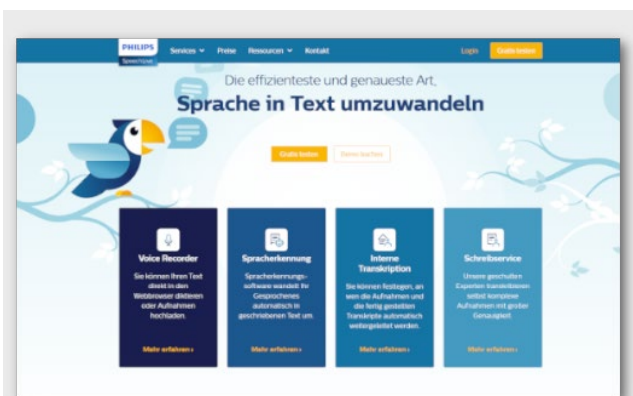 PHILIPS
SpeechLive
Services Preise Ressourcen Kontakt
Login Gratis testen
Die effizienteste und genaueste Art,
Sprache in Text umzuwandeln
Gratis testen Demo buchen
Voice Recorder
Sie können Ihren Text
direkt in den
Webbrowser diktieren
oder Aufnahmen
hochladen.
Mehr erfahren ›
Spracherkennung
Spracherkennungs-
software wandelt Ihr
Gesprochenes
automatisch in
geschriebenen Text um.
Mehr erfahren ›
Interne
Transkription
Sie können festlegen, an
wen die Aufnahmen und
die fertig gestellten
Transkripte automatisch
weitergeleitet werden.
Mehr erfahren ›
Schreibservice
Unsere geschulten
Experten transkribieren
selbst komplexe
Aufnahmen mit großer
Genauigkeit.
Mehr erfahren ›